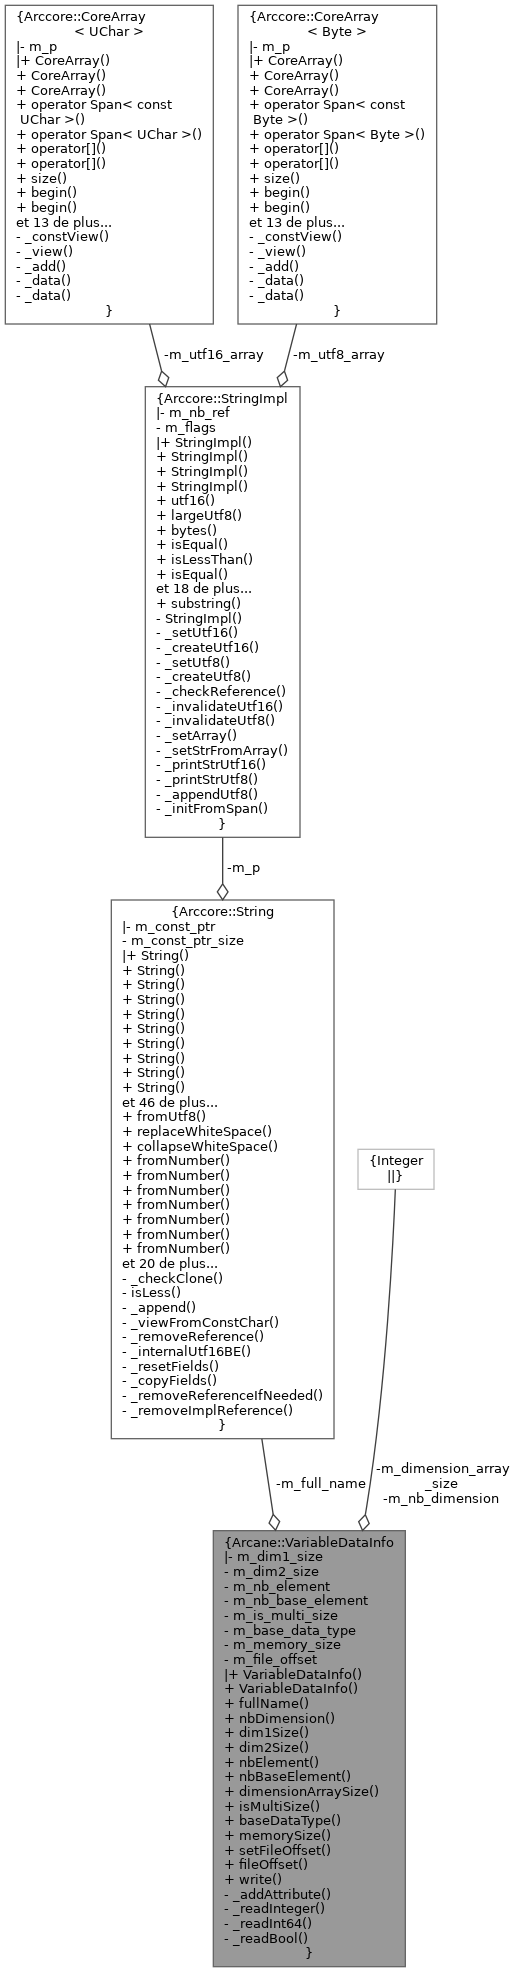 {Arccore::CoreArray
< UChar >
|- m_p
|+ CoreArray()
+ CoreArray()
+ CoreArray()
+ operator Span< const
UChar >()
+ operator Span< UChar >()
+ operator[]()
+ operator[]()
+ size()
+ begin()
+ begin()
et 13 de plus...
- _constView()
- _view()
- _add()
- _data()
- _data()
}
{Arccore::CoreArray
< Byte >
|- m_p
|+ CoreArray()
+ CoreArray()
+ CoreArray()
+ operator Span< const
Byte >()
+ operator Span< Byte >()
+ operator[]()
+ operator[]()
+ size()
+ begin()
+ begin()
et 13 de plus...
- _constView()
- _view()
- _add()
- _data()
- _data()
}
-m_utf16_array
-m_utf8_array
{Arccore::StringImpl
|- m_nb_ref
- m_flags
|+ StringImpl()
+ StringImpl()
+ StringImpl()
+ StringImpl()
+ utf16()
+ largeUtf8()
+ bytes()
+ isEqual()
+ isLessThan()
+ isEqual()
et 18 de plus...
+ substring()
- StringImpl()
- _setUtf16()
- _createUtf16()
- _setUtf8()
- _createUtf8()
- _checkReference()
- _invalidateUtf16()
- _invalidateUtf8()
- _setArray()
- _setStrFromArray()
- _printStrUtf16()
- _printStrUtf8()
- _appendUtf8()
- _initFromSpan()
}
-m_p
{Arccore::String
|- m_const_ptr
- m_const_ptr_size
|+ String()
+ String()
+ String()
+ String()
+ String()
+ String()
+ String()
+ String()
+ String()
+ String()
et 46 de plus...
+ fromUtf8()
+ replaceWhiteSpace()
+ collapseWhiteSpace()
+ fromNumber()
+ fromNumber()
+ fromNumber()
+ fromNumber()
+ fromNumber()
+ fromNumber()
+ fromNumber()
et 20 de plus...
- _checkClone()
- isLess()
- _append()
- _viewFromConstChar()
- _removeReference()
- _internalUtf16BE()
- _resetFields()
- _copyFields()
- _removeReferenceIfNeeded()
- _removeImplReference()
}
{Integer
||}
-m_full_name
-m_dimension_array
_size
-m_nb_dimension
{Arcane::VariableDataInfo
|- m_dim1_size
- m_dim2_size
- m_nb_element
- m_nb_base_element
- m_is_multi_size
- m_base_data_type
- m_memory_size
- m_file_offset
|+ VariableDataInfo()
+ VariableDataInfo()
+ fullName()
+ nbDimension()
+ dim1Size()
+ dim2Size()
+ nbElement()
+ nbBaseElement()
+ dimensionArraySize()
+ isMultiSize()
+ baseDataType()
+ memorySize()
+ setFileOffset()
+ fileOffset()
+ write()
- _addAttribute()
- _readInteger()
- _readInt64()
- _readBool()
}